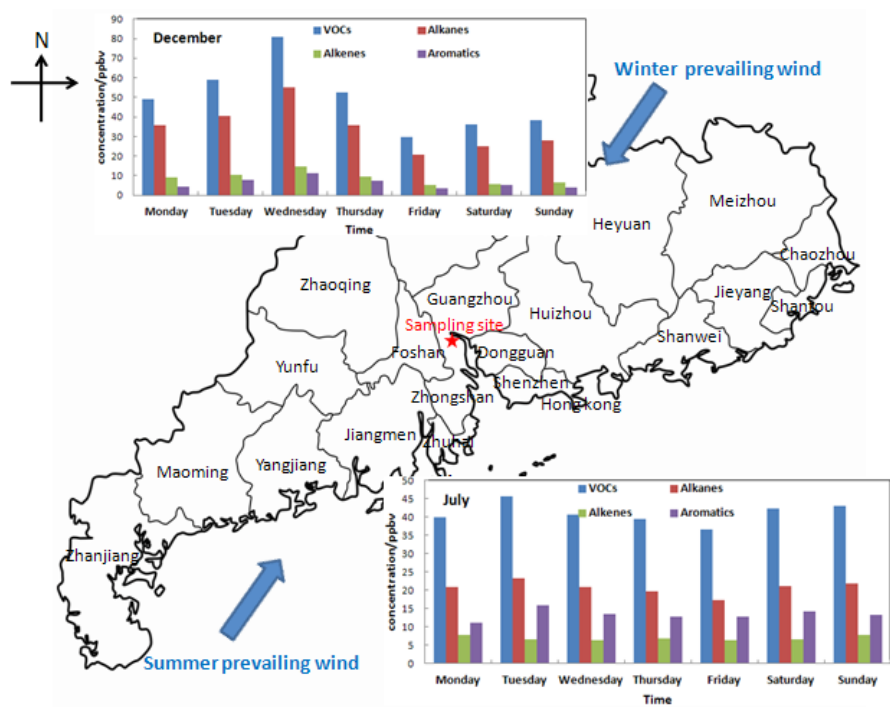 N
December
VOCs
Alkanes
Alkenes
Aromatics
concentration/ppbv
90
80
70
60
50
40
30
20
10
0
Monday Tuesday Wednesday Thursday Friday Saturday Sunday
Time
Winter prevailing wind
Heyuan
Meizhou
Chaozhou
Jieyang
Shantou
Zhaoqing
Guangzhou
Huizhou
Sampling site
Shanwei
Foshan
Dongguan
Yunfu
Shenzhen
Zhongshan
Hong kong
Jiangmen
Zhuhai
Maoming
Yangjiang
Zhanjiang
Summer prevailing wind
July
VOCs
Alkanes
Alkenes
Aromatics
concentration/ppbv
50
45
40
35
30
25
20
15
10
5
0
Monday Tuesday Wednesday Thursday Friday Saturday Sunday
Time